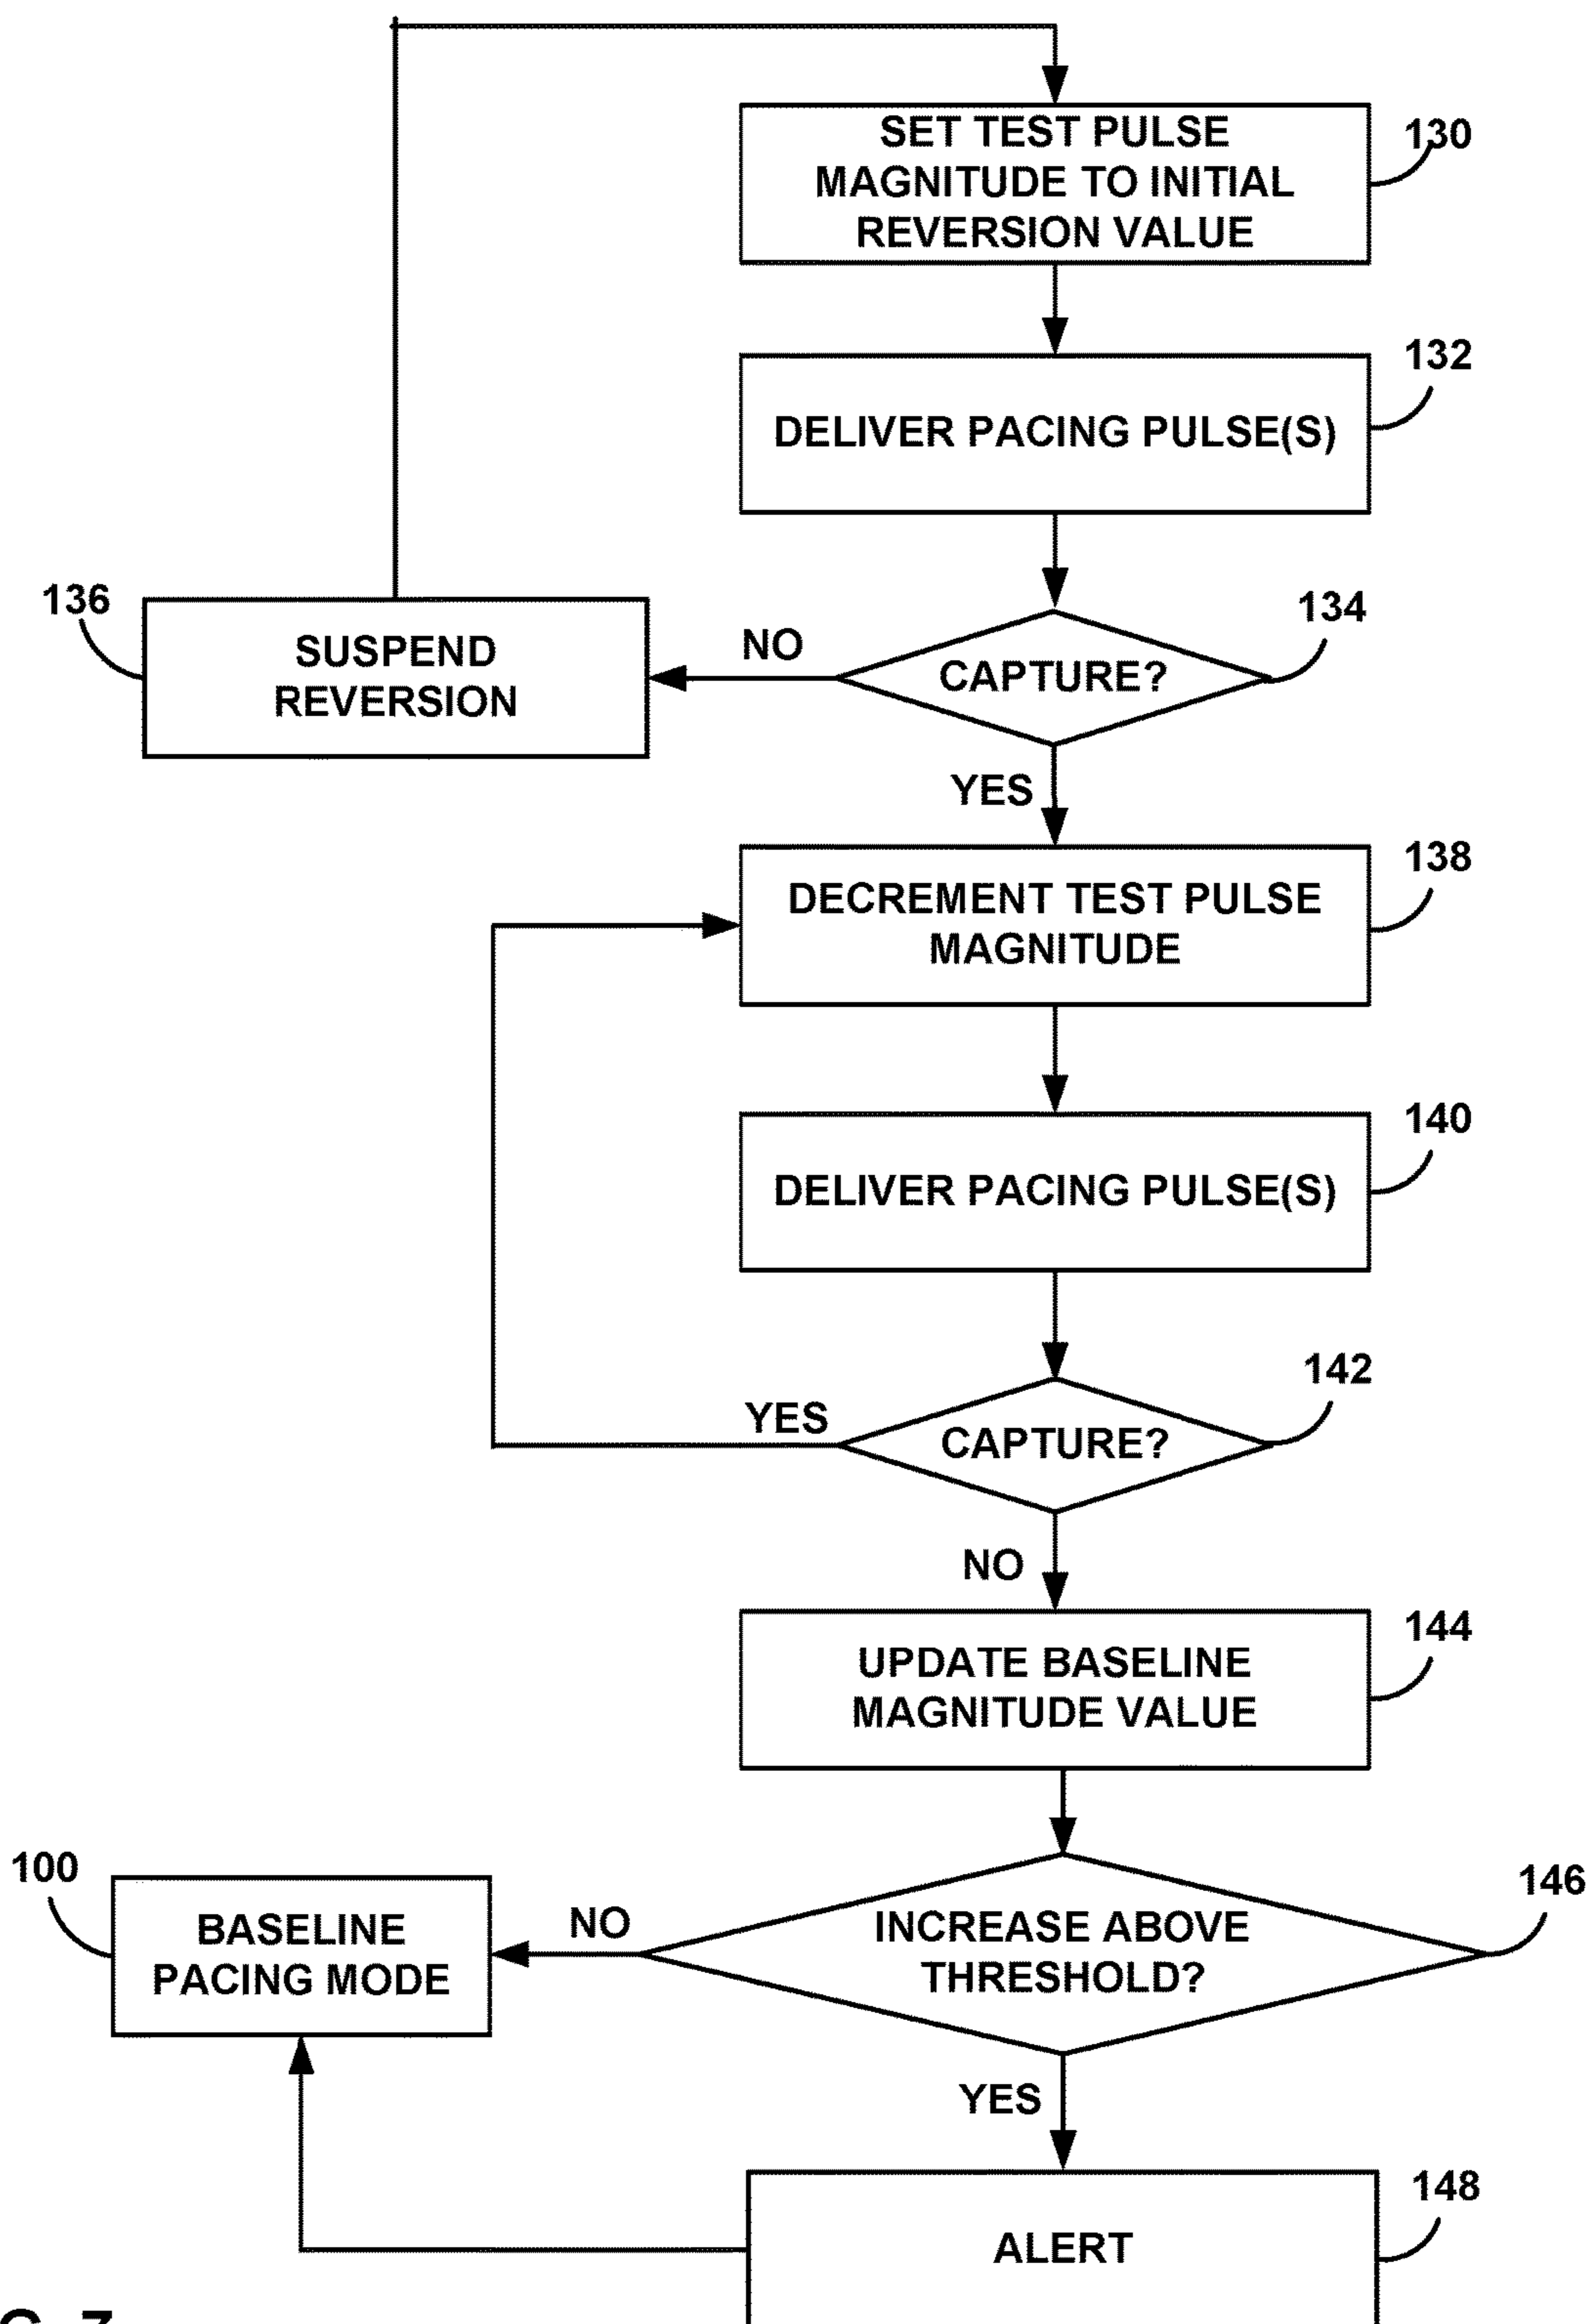 SET TEST PULSE
MAGNITUDE TO INITIAL
REVERSION VALUE
130
DELIVER PACING PULSE(S)
132
136
SUSPEND
REVERSION
NO
CAPTURE?
134
YES
DECREMENT TEST PULSE
MAGNITUDE
138
DELIVER PACING PULSE(S)
140
YES
CAPTURE?
142
NO
UPDATE BASELINE
MAGNITUDE VALUE
144
100
BASELINE
PACING MODE
NO
INCREASE ABOVE
THRESHOLD?
146
YES
ALERT
148